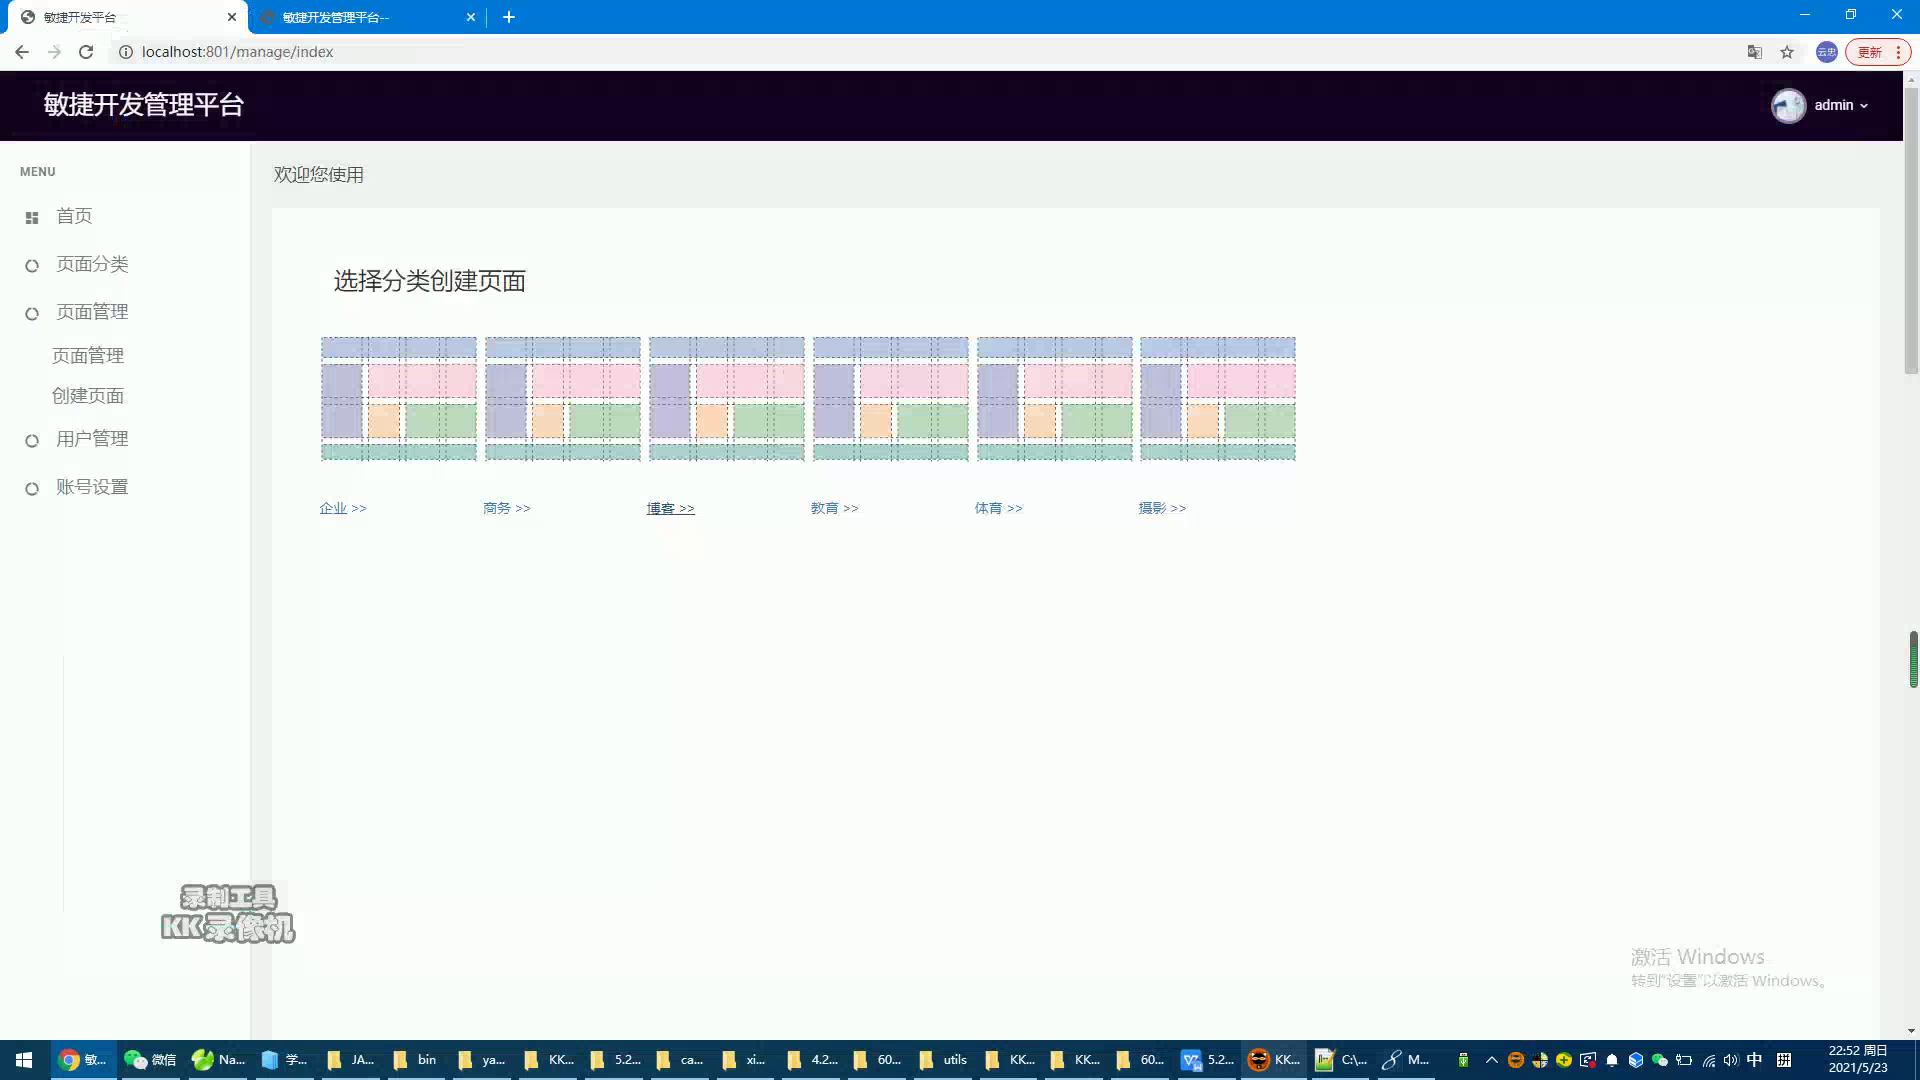 敏捷开发平台
敏捷开发管理平台--
localhost:801/manage/index
云忠
更新
敏捷开发管理平台
admin
MENU
欢迎您使用
首页
页面分类
选择分类创建页面
页面管理
页面管理
创建页面
用户管理
账号设置
企业 >>
商务 >>
博客 >>
教育 >>
体育 >>
摄影 >>
录制工具
KK录像机
激活 Windows
转到“设置”以激活 Windows。
敏...
微信
Na...
学...
JA...
bin
ya...
KK...
5.2...
ca...
xi...
4.2...
60...
utils
KK...
KK...
60...
5.2...
KK...
C:\...
M...
中
拼
22:52 周日
2021/5/23